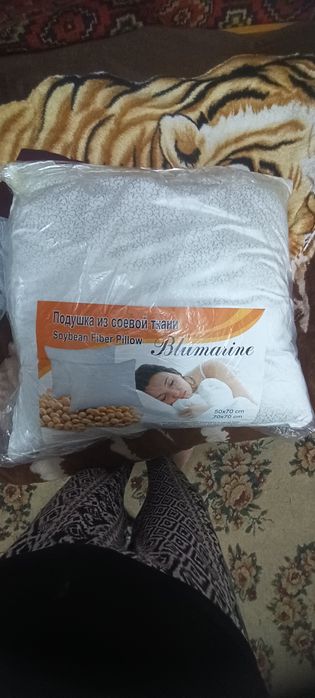 Подушка из соевой ткани
Soybean Fiber Pillow
Blumarine
50x70 cm
70x70 cm